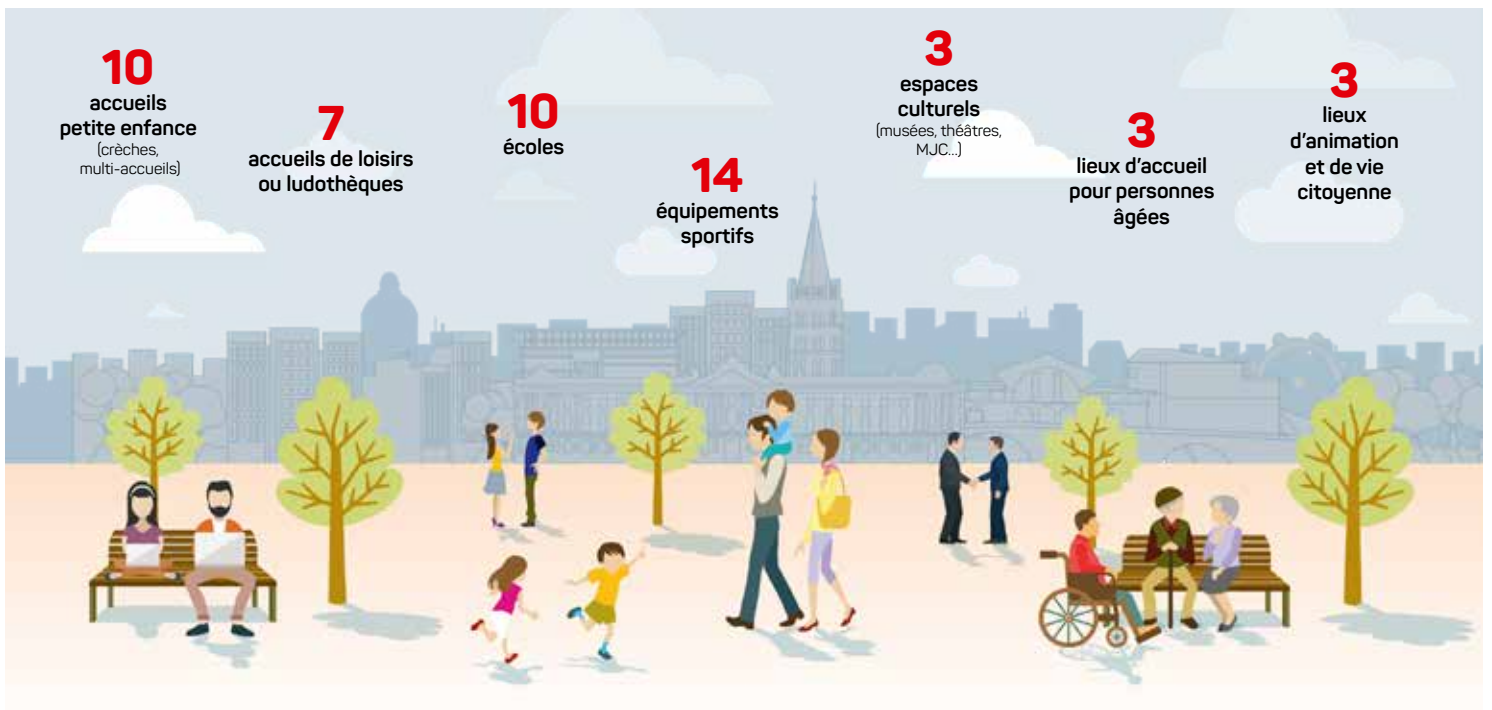 10
accueils
petite enfance
(crèches,
multi-accueils)
7
accueils de loisirs
ou ludothèques
10
écoles
14
équipements
sportifs
3
espaces
culturels
(musées, théâtres,
MJC...)
3
lieux d'accueil
pour personnes
âgées
3
lieux
d'animation
et de vie
citoyenne